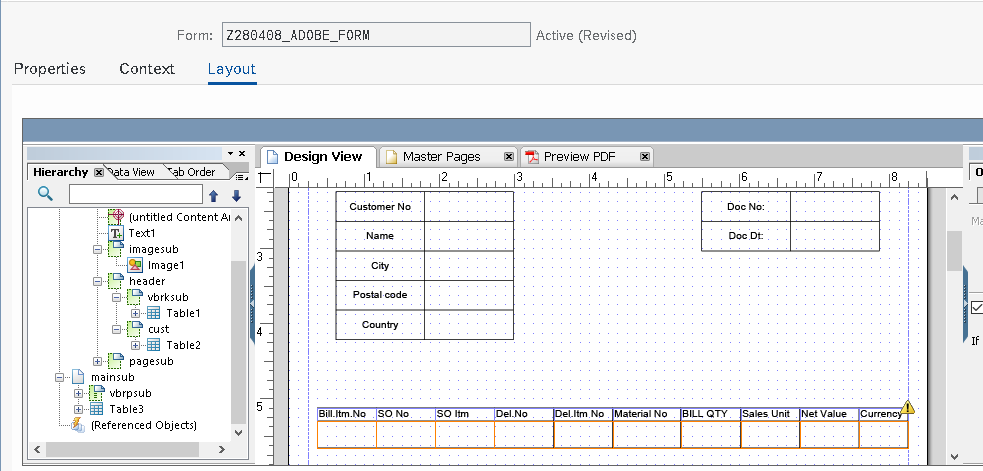 Form: Z280408_ADOBE_FORM Active (Revised)
Properties Context Layout
Hierarchy Data View Tab Order
Design View Master Pages Preview PDF
0 1 2 3 4 5 6 7 8
(untitled Content Ar
Text1
imagesub
Image1
header
vbrksub
Table1
cust
Table2
pagesub
mainsub
vbrpsub
Table3
(Referenced Objects)
3
4
5
Customer No
Name
City
Postal code
Country
Doc No:
Doc Dt:
Bill.Itm.No SO No SO Itm Del.No Del.Itm No Material No BILL QTY Sales Unit Net Value Currency
If